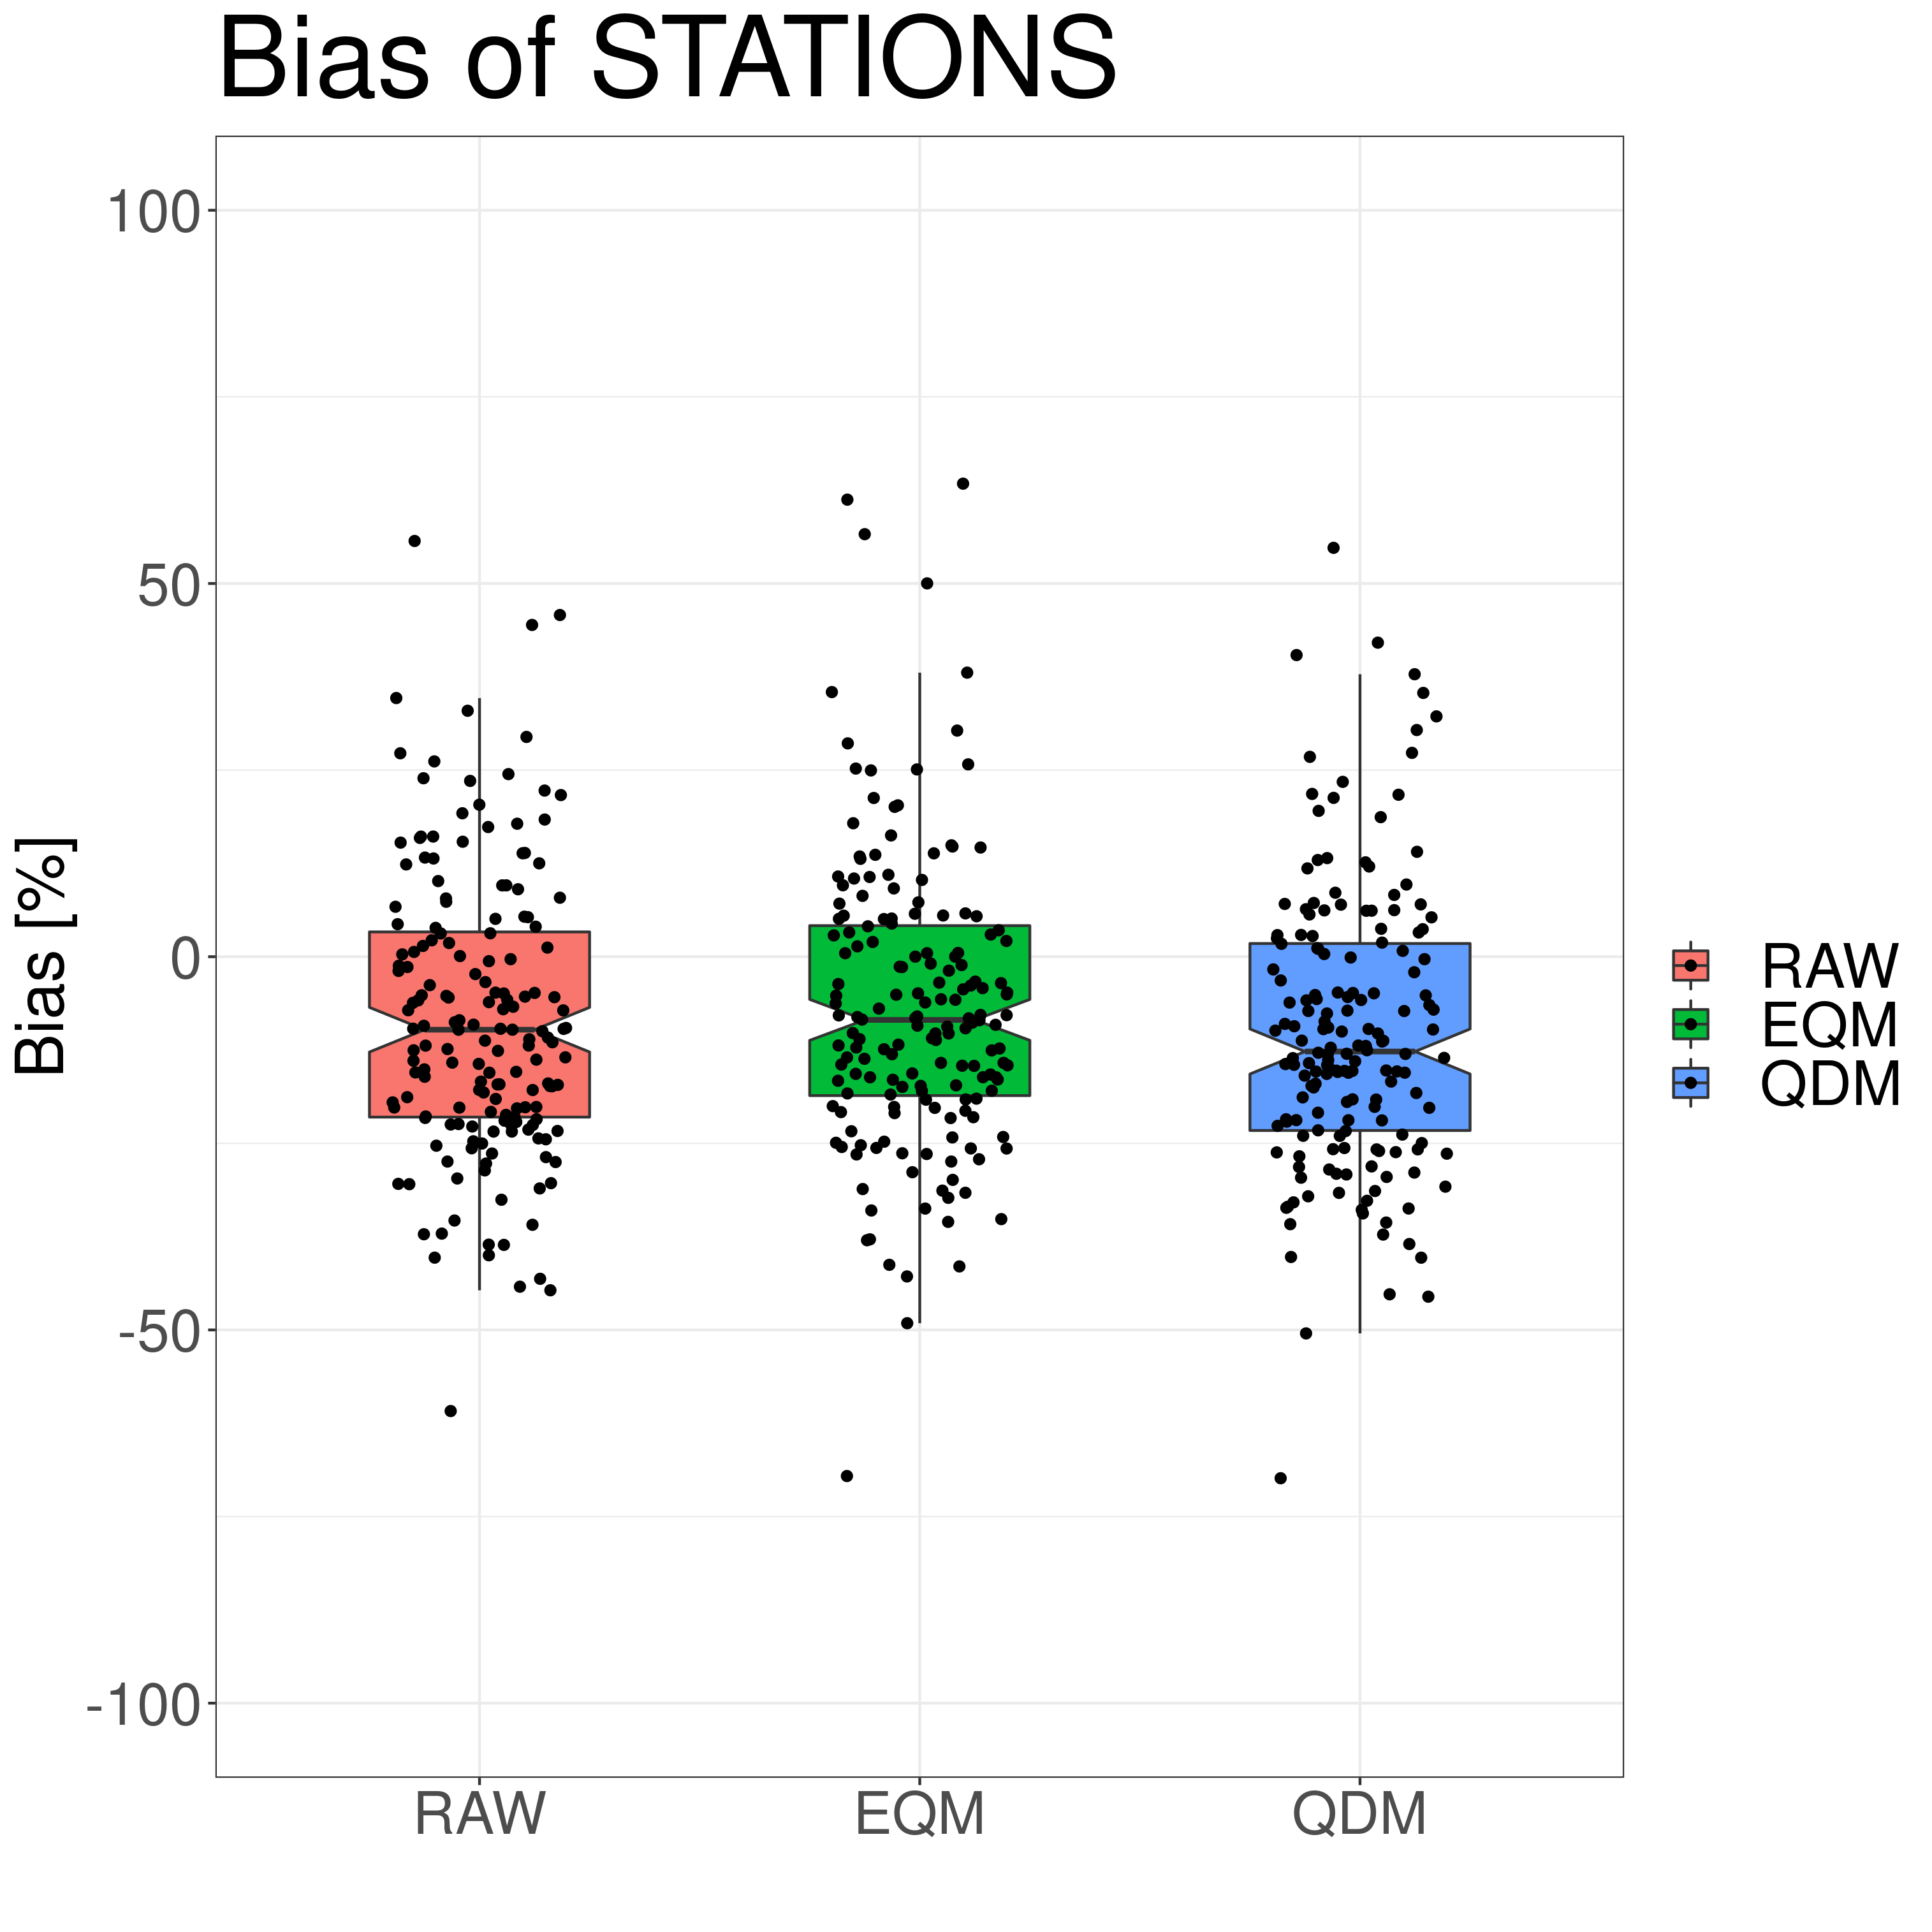 Bias of STATIONS
Bias [%]
100
50
0
-50
-100
RAW
EQM
QDM
RAW
EQM
QDM